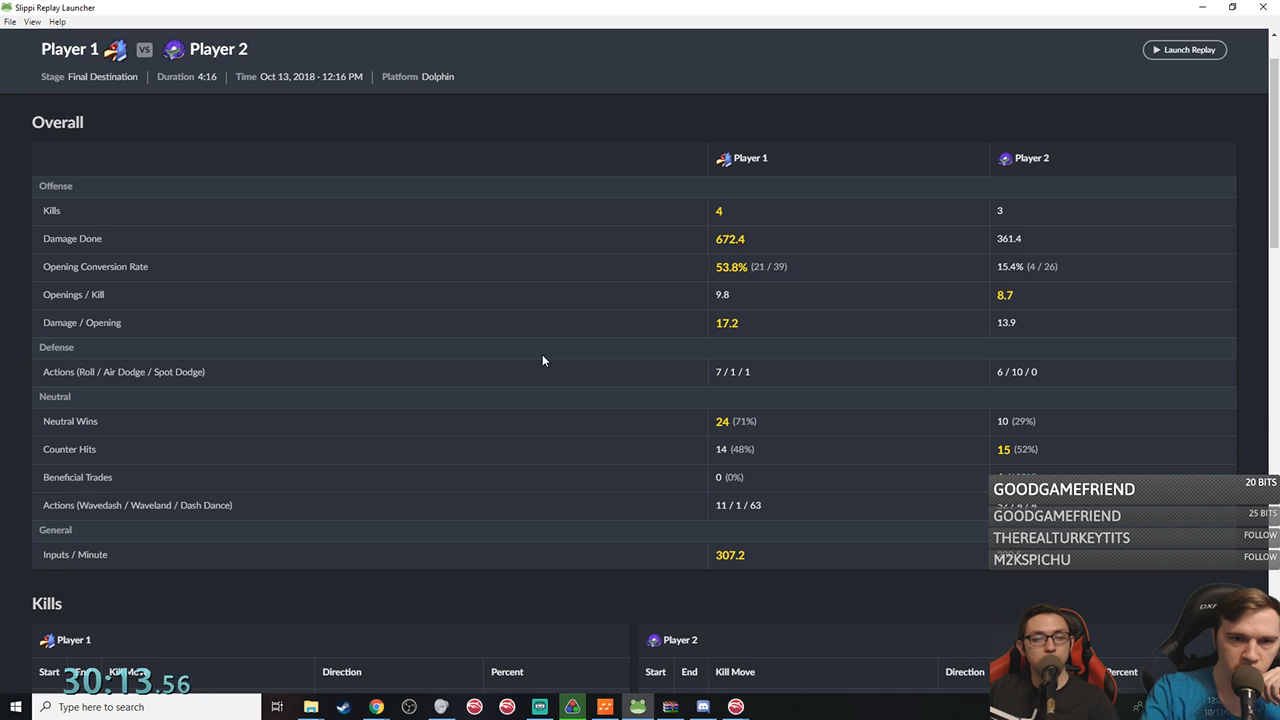 Slippi Replay Launcher
File View Help
Player 1 VS Player 2
Launch Replay
Stage Final Destination Duration 4:16 Time Oct 13, 2018 · 12:16 PM Platform Dolphin
Overall
Player 1 Player 2
Offense
Kills 4 3
Damage Done 672.4 361.4
Opening Conversion Rate 53.8% (21 / 39) 15.4% (4 / 26)
Openings / Kill 9.8 8.7
Damage / Opening 17.2 13.9
Defense
Actions (Roll / Air Dodge / Spot Dodge) 7 / 1 / 1 6 / 10 / 0
Neutral
Neutral Wins 24 (71%) 10 (29%)
Counter Hits 14 (48%) 15 (52%)
Beneficial Trades 0 (0%)
GOODGAMEFRIEND 20 BITS
Actions (Wavedash / Waveland / Dash Dance) 11 / 1 / 63
GOODGAMEFRIEND 25 BITS
General
THEREALTURKEYTITS FOLLOW
Inputs / Minute 307.2
M2KSPICHU FOLLOW
Kills
Player 1 Player 2
Start End Kill Move Direction Percent Start End Kill Move Direction Percent
30:13.56
Type here to search